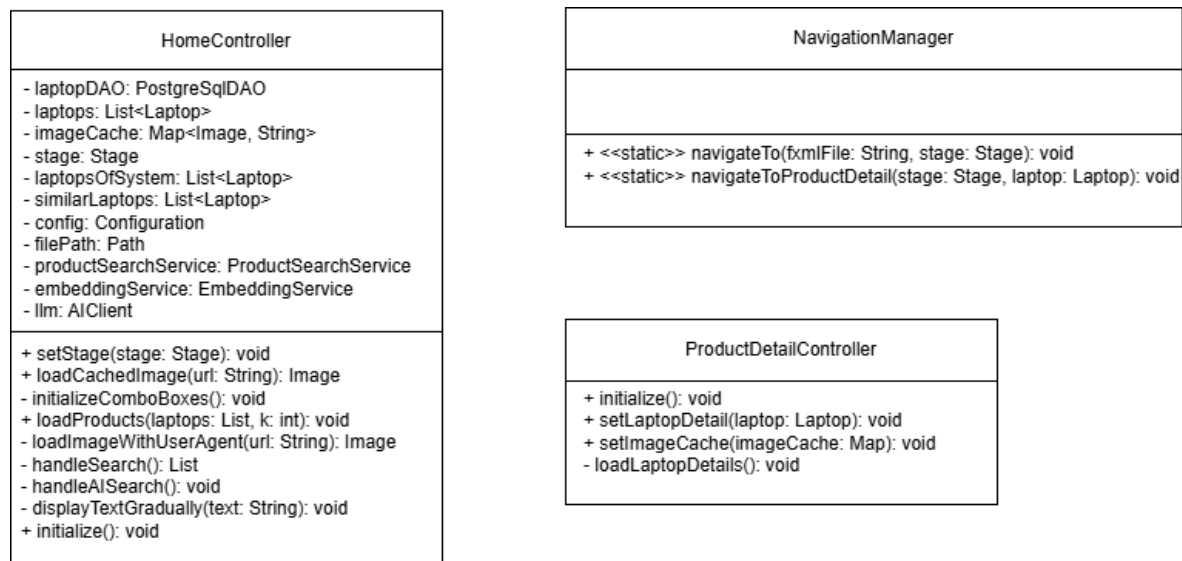 HomeController
- laptopDAO: PostgreSqlDAO
- laptops: List<Laptop>
- imageCache: Map<Image, String>
- stage: Stage
- laptopsOfSystem: List<Laptop>
- similarLaptops: List<Laptop>
- config: Configuration
- filePath: Path
- productSearchService: ProductSearchService
- embeddingService: EmbeddingService
- llm: AIClient
+ setStage(stage: Stage): void
+ loadCachedImage(url: String): Image
- initializeComboBoxes(): void
+ loadProducts(laptops: List, k: int): void
- loadImageWithUserAgent(url: String): Image
- handleSearch(): List
- handleAISearch(): void
- displayTextGradually(text: String): void
+ initialize(): void
NavigationManager
+ <<static>> navigateTo(fxmlFile: String, stage: Stage): void
+ <<static>> navigateToProductDetail(stage: Stage, laptop: Laptop): void
ProductDetailController
+ initialize(): void
+ setLaptopDetail(laptop: Laptop): void
+ setImageCache(imageCache: Map): void
- loadLaptopDetails(): void